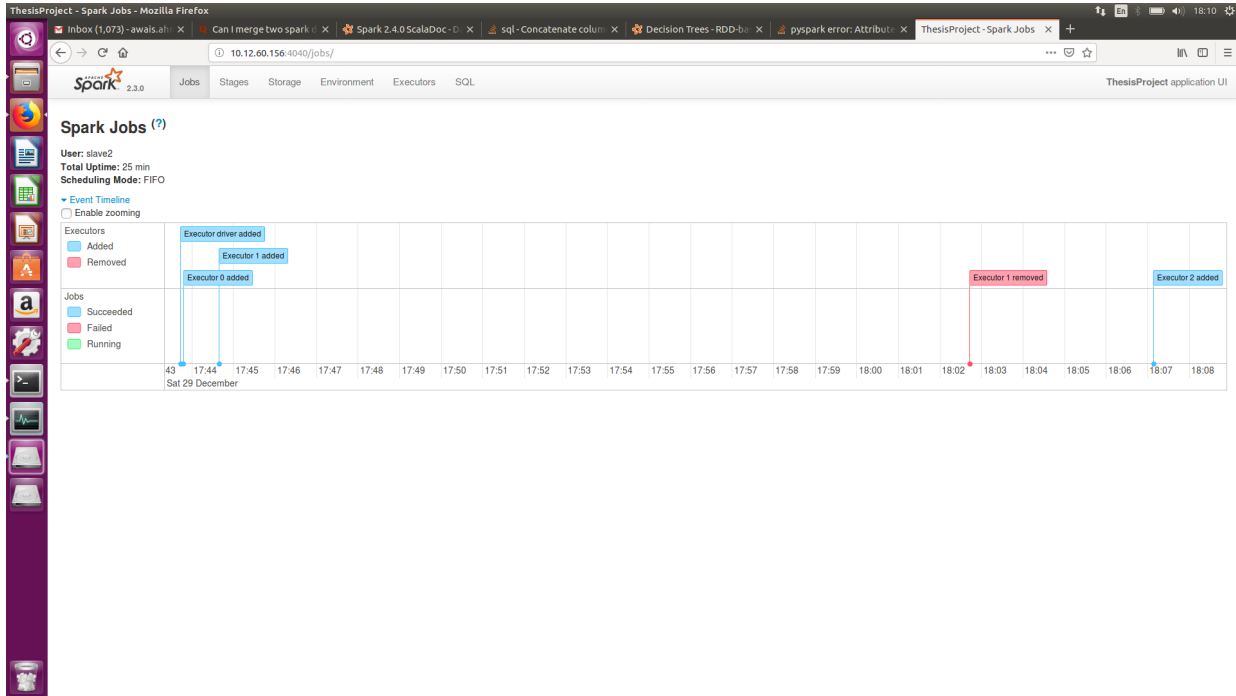 ThesisProject - Spark Jobs - Mozilla Firefox
En 18:10
Inbox (1,073) - awais.ah
Can I merge two spark d
Spark 2.4.0 ScalaDoc - D
sql - Concatenate colum
Decision Trees - RDD-ba
pyspark error: Attribute
ThesisProject - Spark Jobs
10.12.60.156:4040/jobs/
APACHE Spark 2.3.0
Jobs Stages Storage Environment Executors SQL
ThesisProject application UI
Spark Jobs (?)
User: slave2
Total Uptime: 25 min
Scheduling Mode: FIFO
Event Timeline
Enable zooming
Executors
Added
Removed
Executor driver added
Executor 1 added
Executor 0 added
Executor 1 removed
Executor 2 added
Jobs
Succeeded
Failed
Running
43 17:44 17:45 17:46 17:47 17:48 17:49 17:50 17:51 17:52 17:53 17:54 17:55 17:56 17:57 17:58 17:59 18:00 18:01 18:02 18:03 18:04 18:05 18:06 18:07 18:08
Sat 29 December